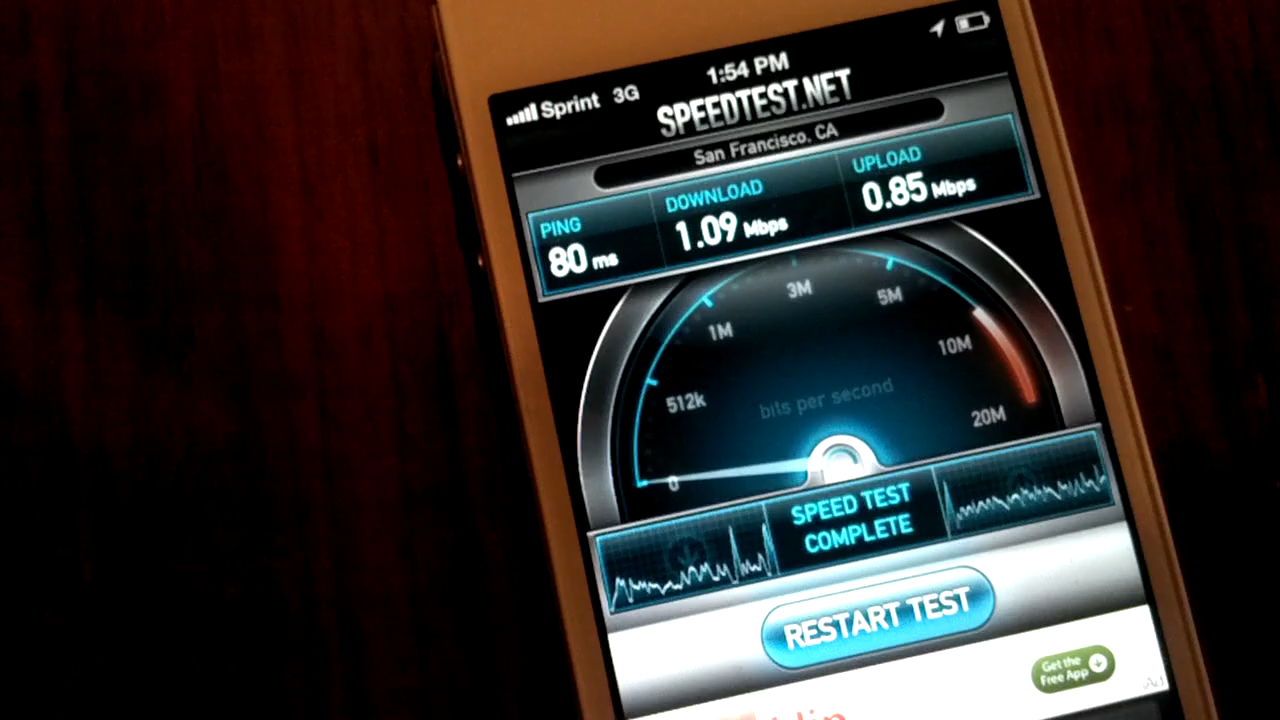 Sprint 3G 1:54 PM
SPEEDTEST.NET
San Francisco, CA
PING DOWNLOAD UPLOAD
80 ms 1.09 Mbps 0.85 Mbps
3M
5M
1M
10M
512k
bits per second
20M
0
SPEED TEST
COMPLETE
RESTART TEST
Get the
Free App